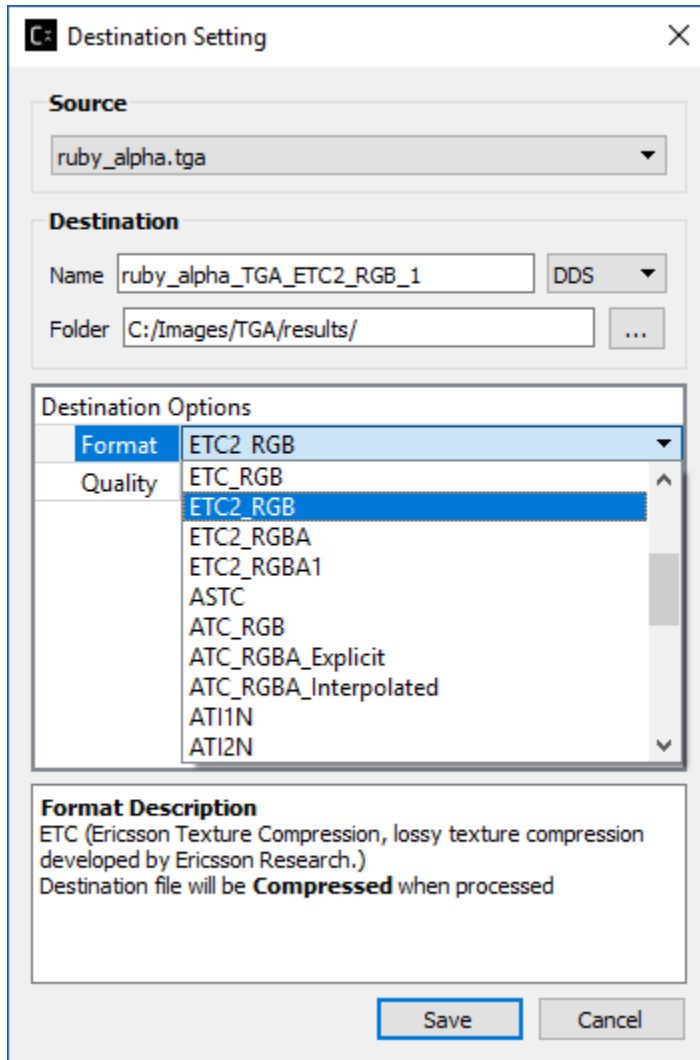 Destination Setting
Source
ruby_alpha.tga
Destination
Name ruby_alpha_TGA_ETC2_RGB_1 DDS
Folder C:/Images/TGA/results/ ...
Destination Options
Format ETC2_RGB
Quality ETC_RGB
ETC2_RGB
ETC2_RGBA
ETC2_RGBA1
ASTC
ATC_RGB
ATC_RGBA_Explicit
ATC_RGBA_Interpolated
ATI1N
ATI2N
Format Description
ETC (Ericsson Texture Compression, lossy texture compression
developed by Ericsson Research.)
Destination file will be Compressed when processed
Save Cancel